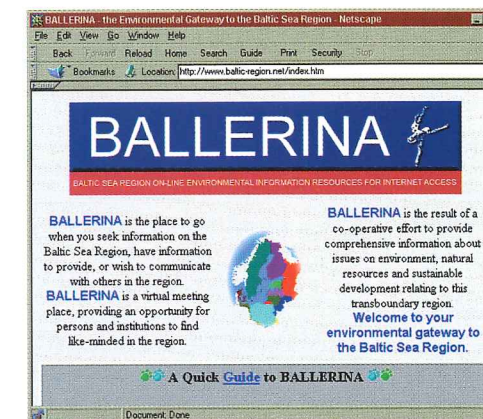 BALLERINA - the Environmental Gateway to the Baltic Sea Region - Netscape
File Edit View Go Window Help
Back Forward Reload Home Search Guide Print Security Stop
Bookmarks Location: http://www.baltic-region.net/index.htm
BALLERINA
BALTIC SEA REGION ON-LINE ENVIRONMENTAL INFORMATION RESOURCES FOR INTERNET ACCESS
BALLERINA is the place to go
when you seek information on the
Baltic Sea Region, have information
to provide, or wish to communicate
with others in the region.
BALLERINA is a virtual meeting
place, providing an opportunity for
persons and institutions to find
like-minded in the region.
BALLERINA is the result of a
co-operative effort to provide
comprehensive information about
issues on environment, natural
resources and sustainable
development relating to this
transboundary region.
Welcome to your
environmental gateway to
the Baltic Sea Region.
A Quick Guide to BALLERINA
Document: Done